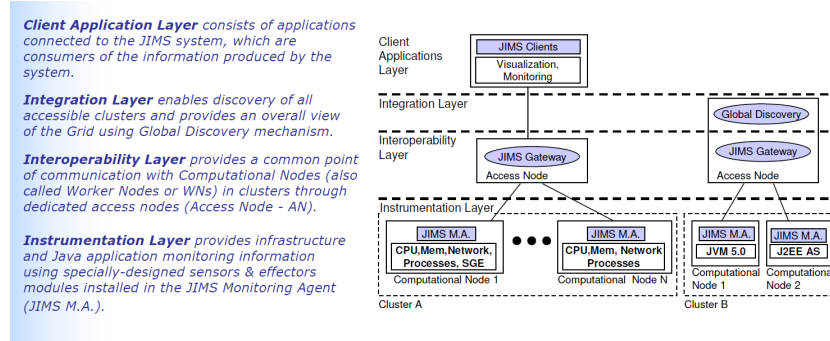 Client Application Layer consists of applications
connected to the JIMS system, which are
consumers of the information produced by the
system.
Integration Layer enables discovery of all
accessible clusters and provides an overall view
of the Grid using Global Discovery mechanism.
Interoperability Layer provides a common point
of communication with Computational Nodes (also
called Worker Nodes or WNs) in clusters through
dedicated access nodes (Access Node - AN).
Instrumentation Layer provides infrastructure
and Java application monitoring information
using specially-designed sensors & effectors
modules installed in the JIMS Monitoring Agent
(JIMS M.A.).
Client
Applications
Layer
JIMS Clients
Visualization,
Monitoring
Integration Layer
Global Discovery
Interoperability
Layer
JIMS Gateway
Access Node
JIMS Gateway
Access Node
Instrumentation Layer
JIMS M.A.
CPU,Mem,Network,
Processes, SGE
Computational Node 1
JIMS M.A.
CPU,Mem, Network
Processes
Computational Node N
Cluster A
JIMS M.A.
JVM 5.0
Computational
Node 1
JIMS M.A.
J2EE AS
Computationa
Node 2
Cluster B